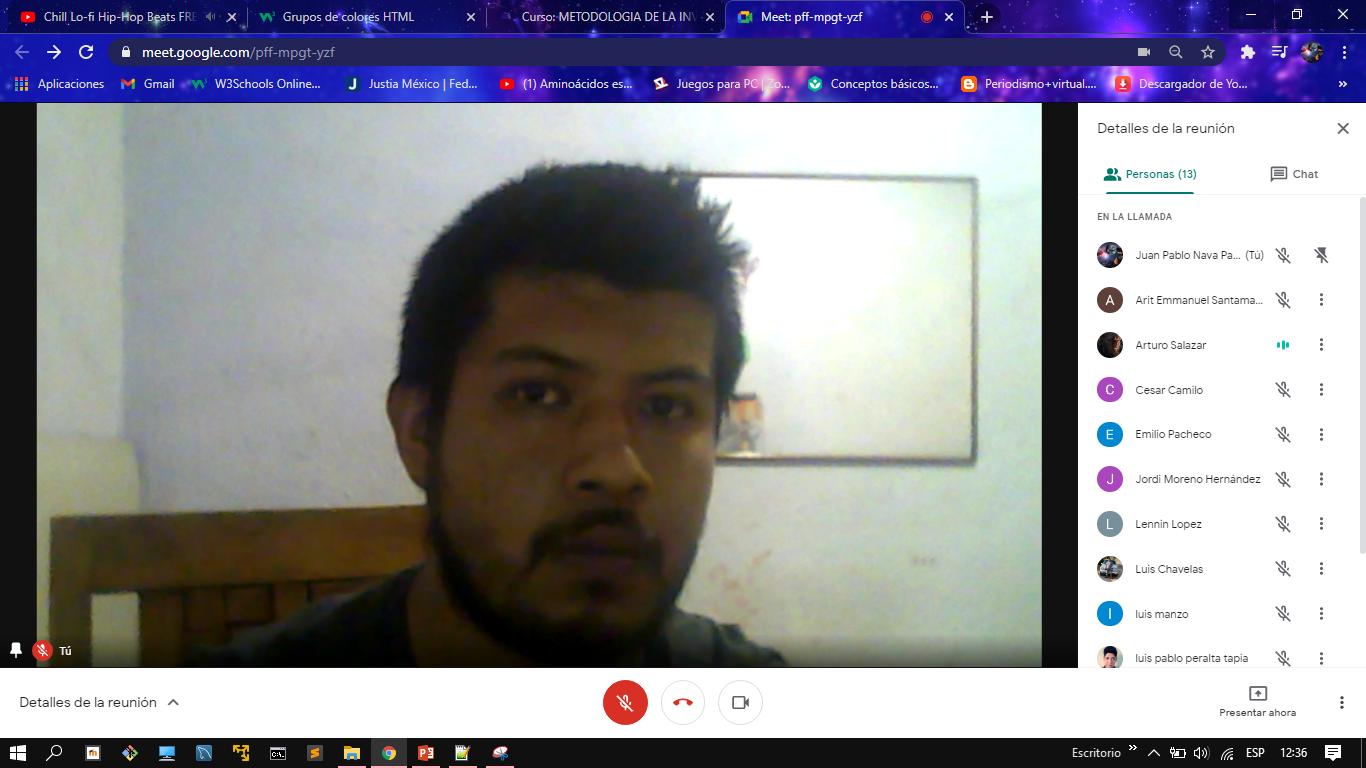 Chill Lo-fi Hip-Hop Beats FRE
Grupos de colores HTML
Curso: METODOLOGIA DE LA INV
Meet: pff-mpgt-yzf
meet.google.com/pff-mpgt-yzf
Aplicaciones
Gmail
W3Schools Online...
Justia México | Fed...
(1) Aminoácidos es...
Juegos para PC | Zo...
Conceptos básicos...
Periodismo+virtual....
Descargador de Yo...
»
Detalles de la reunión
Personas (13)
Chat
EN LA LLAMADA
Juan Pablo Nava Pa... (Tú)
A
Arit Emmanuel Santama...
Arturo Salazar
C
Cesar Camilo
E
Emilio Pacheco
J
Jordi Moreno Hernández
L
Lennin Lopez
Luis Chavelas
l
luis manzo
luis pablo peralta tapia
Tú
Detalles de la reunión
Presentar ahora
Escritorio
»
ESP
12:36